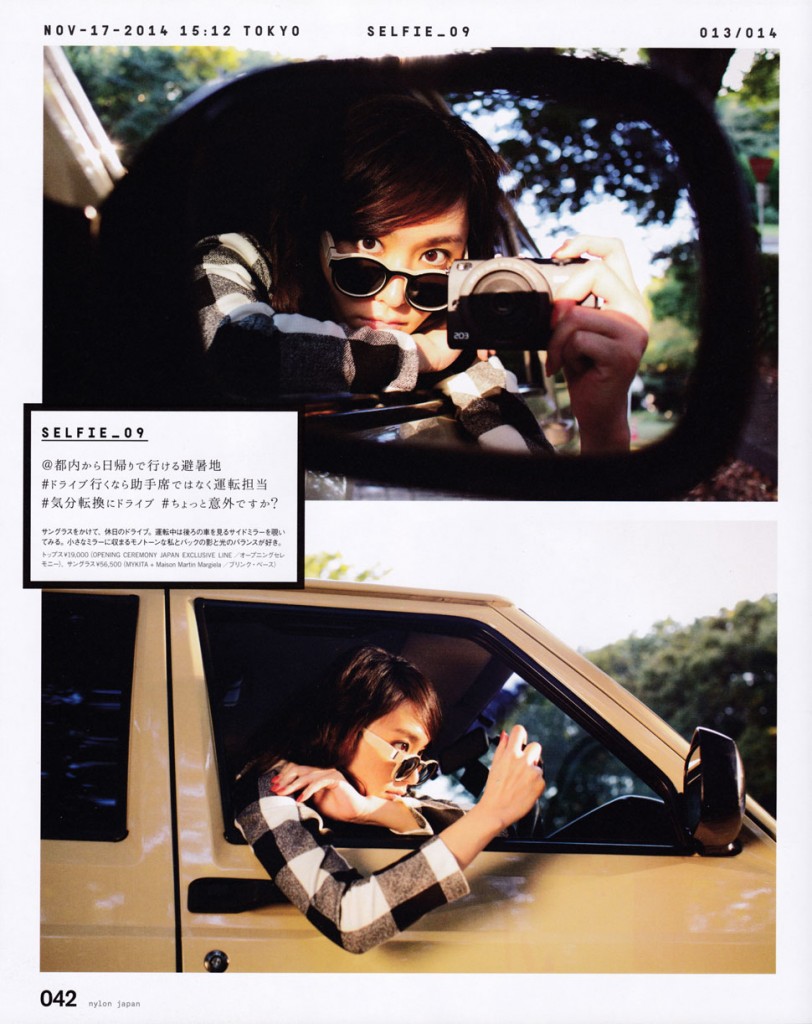 NOV-17-2014 15:12 TOKYO
SELFIE_09
013/014
203
SELFIE_09
@都内から日帰りで行ける避暑地
#ドライブ行くなら助手席ではなく運転担当
#気分転換にドライブ #ちょっと意外ですか?
サングラスをかけて、休日のドライブ。運転中は後ろの車を見るサイドミラーを覗い
てみる。小さなミラーに収まるモノトーンな私とバックの影と光のバランスが好き。
トップス¥19,000 (OPENING CEREMONY JAPAN EXCLUSIVE LINE/オープニングセレ
モニー)、サングラス¥56,500 (MYKITA + Maison Martin Margiela/ブリンク・ベース)
042 nylon japan